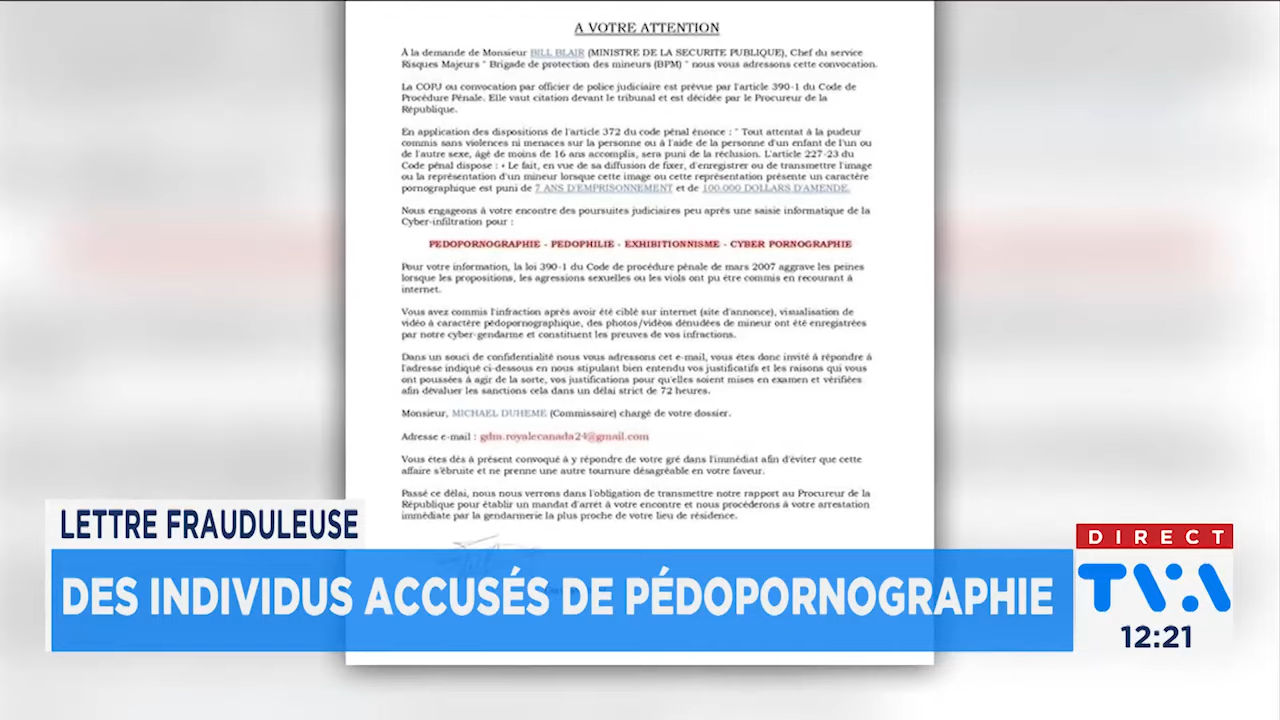 A VOTRE ATTENTION
À la demande de Monsieur BILL BLAIR (MINISTRE DE LA SECURITE PUBLIQUE), Chef du service
Risques Majeurs " Brigade de protection des mineurs (BPM) " nous vous adressons cette convocation.
La COPJ ou convocation par officier de police judiciaire est prévue par l'article 390-1 du Code de
Procédure Pénale. Elle vaut citation devant le tribunal et est décidée par le Procureur de la
République.
En application des dispositions de l'article 372 du code pénal énonce : " Tout attentat à la pudeur
commis sans violences ni menaces sur la personne ou à l'aide de la personne d'un enfant de l'un ou
de l'autre sexe, âgé de moins de 16 ans accomplis, sera puni de la réclusion. L'article 227-23 du
Code pénal dispose : « Le fait, en vue de sa diffusion de fixer, d'enregistrer ou de transmettre l'image
ou la représentation d'un mineur lorsque cette image ou cette représentation présente un caractère
pornographique est puni de 7 ANS D'EMPRISONNEMENT et de 100.000 DOLLARS D'AMENDE.
Nous engageons à votre encontre des poursuites judiciaires peu après une saisie informatique de la
Cyber-infiltration pour :
PEDOPORNOGRAPHIE - PEDOPHILIE - EXHIBITIONNISME - CYBER PORNOGRAPHIE
Pour votre information, la loi 390-1 du Code de procédure pénale de mars 2007 aggrave les peines
lorsque les propositions, les agressions sexuelles ou les viols ont pu être commis en recourant à
internet.
Vous avez commis l'infraction après avoir été ciblé sur internet (site d'annonce), visualisation de
vidéo à caractère pédopornographique, des photos/vidéos dénudées de mineur ont été enregistrées
par notre cyber-gendarme et constituent les preuves de vos infractions.
Dans un souci de confidentialité nous vous adressons cet e-mail, vous êtes donc invité à répondre à
l'adresse indiqué ci-dessous en nous stipulant bien entendu vos justificatifs et les raisons qui vous
ont poussées à agir de la sorte, vos justifications pour qu'elles soient mises en examen et vérifiées
afin dévaluer les sanctions cela dans un délai strict de 72 heures.
Monsieur, MICHAEL DUHEME (Commissaire) chargé de votre dossier.
Adresse e-mail : gdm.royalecanada24@gmail.com
Vous êtes dès à présent convoqué à y répondre de votre gré dans l'immédiat afin d'éviter que cette
affaire s'ébruite et ne prenne une autre tournure désagréable en votre faveur.
Passé ce délai, nous nous verrons dans l'obligation de transmettre notre rapport au Procureur de la
République pour établir un mandat d'arrêt à votre encontre et nous procéderons à votre arrestation
immédiate par la gendarmerie la plus proche de votre lieu de résidence.
LETTRE FRAUDULEUSE
DES INDIVIDUS ACCUSÉS DE PÉDOPORNOGRAPHIE
DIRECT
TVA
12:21